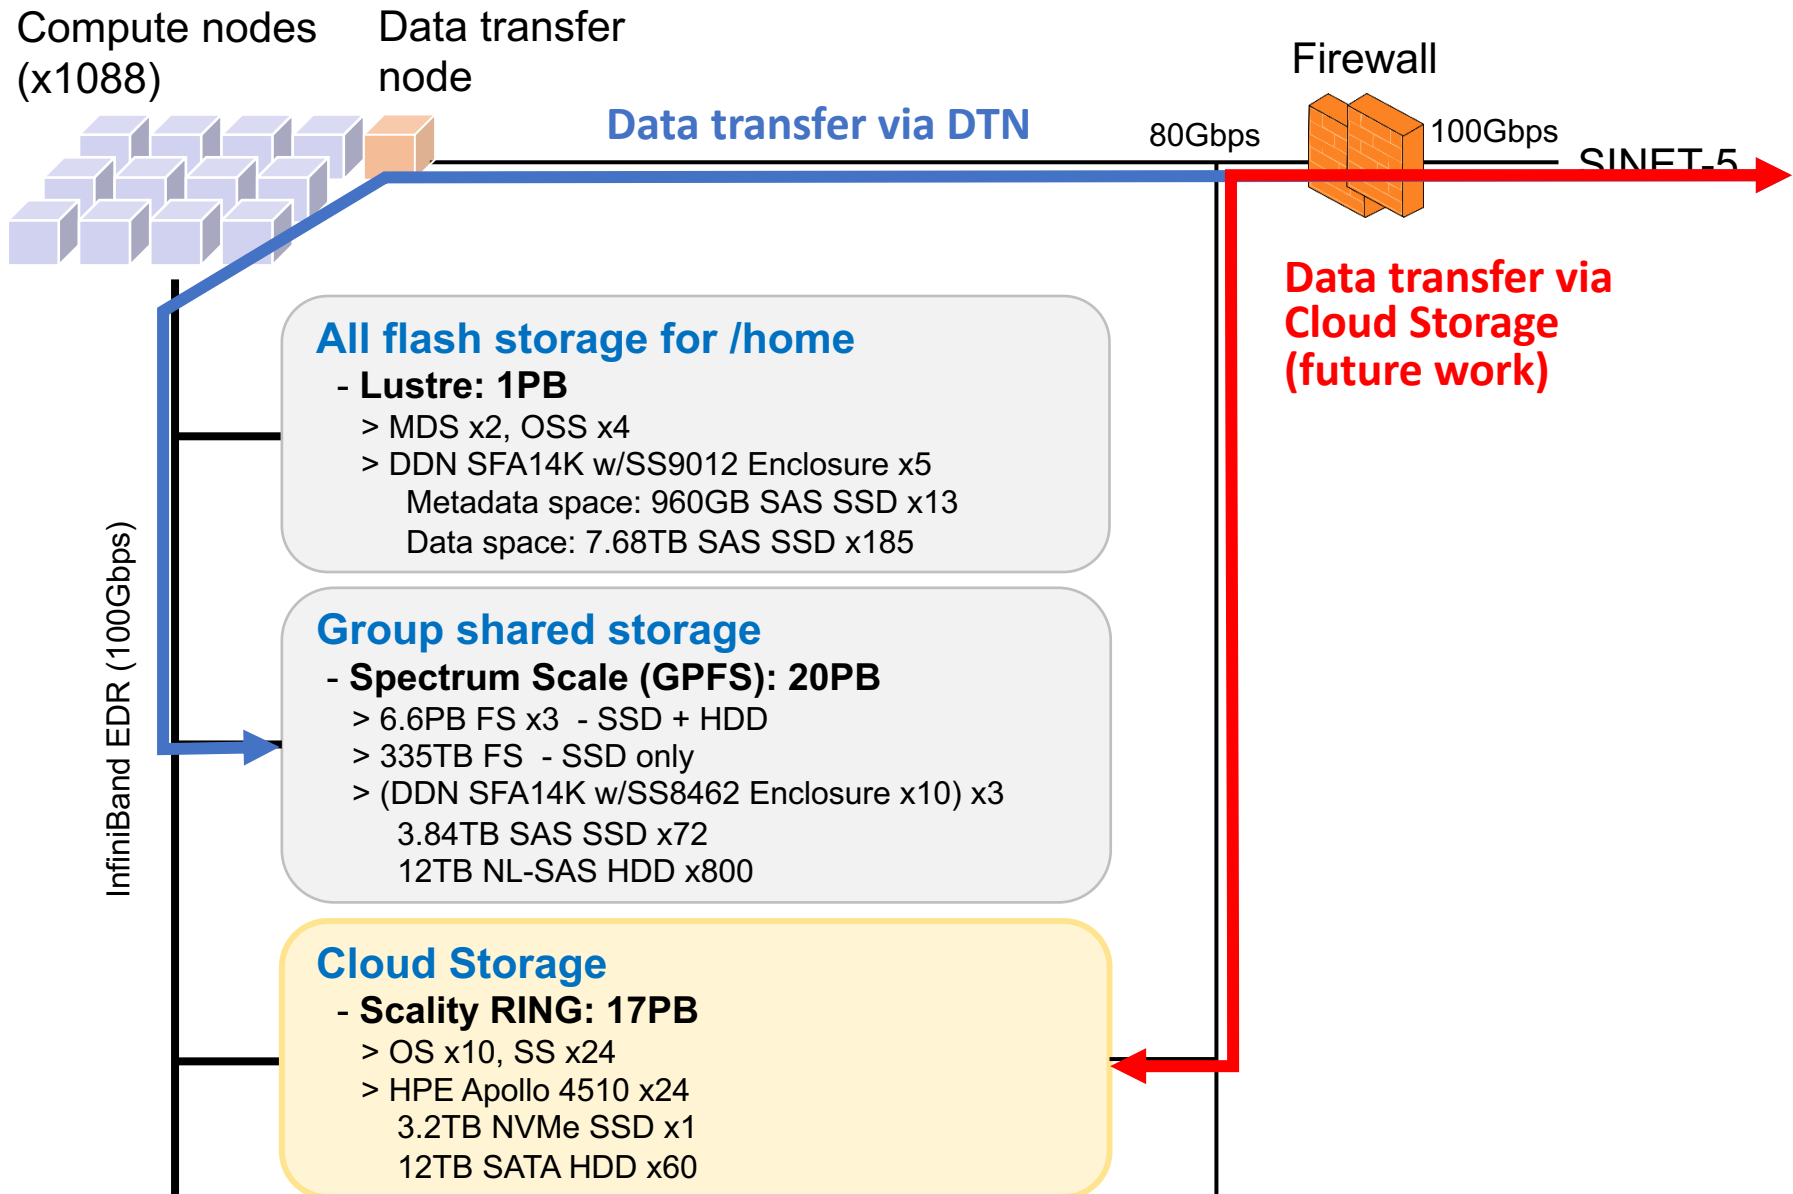 Compute nodes
(x1088)
Data transfer
node
Firewall
Data transfer via DTN
80Gbps
100Gbps
SINET-5
Data transfer via
Cloud Storage
(future work)
InfiniBand EDR (100Gbps)
All flash storage for /home
- Lustre: 1PB
> MDS x2, OSS x4
> DDN SFA14K w/SS9012 Enclosure x5
Metadata space: 960GB SAS SSD x13
Data space: 7.68TB SAS SSD x185
Group shared storage
- Spectrum Scale (GPFS): 20PB
> 6.6PB FS x3 - SSD + HDD
> 335TB FS - SSD only
> (DDN SFA14K w/SS8462 Enclosure x10) x3
3.84TB SAS SSD x72
12TB NL-SAS HDD x800
Cloud Storage
- Scality RING: 17PB
> OS x10, SS x24
> HPE Apollo 4510 x24
3.2TB NVMe SSD x1
12TB SATA HDD x60